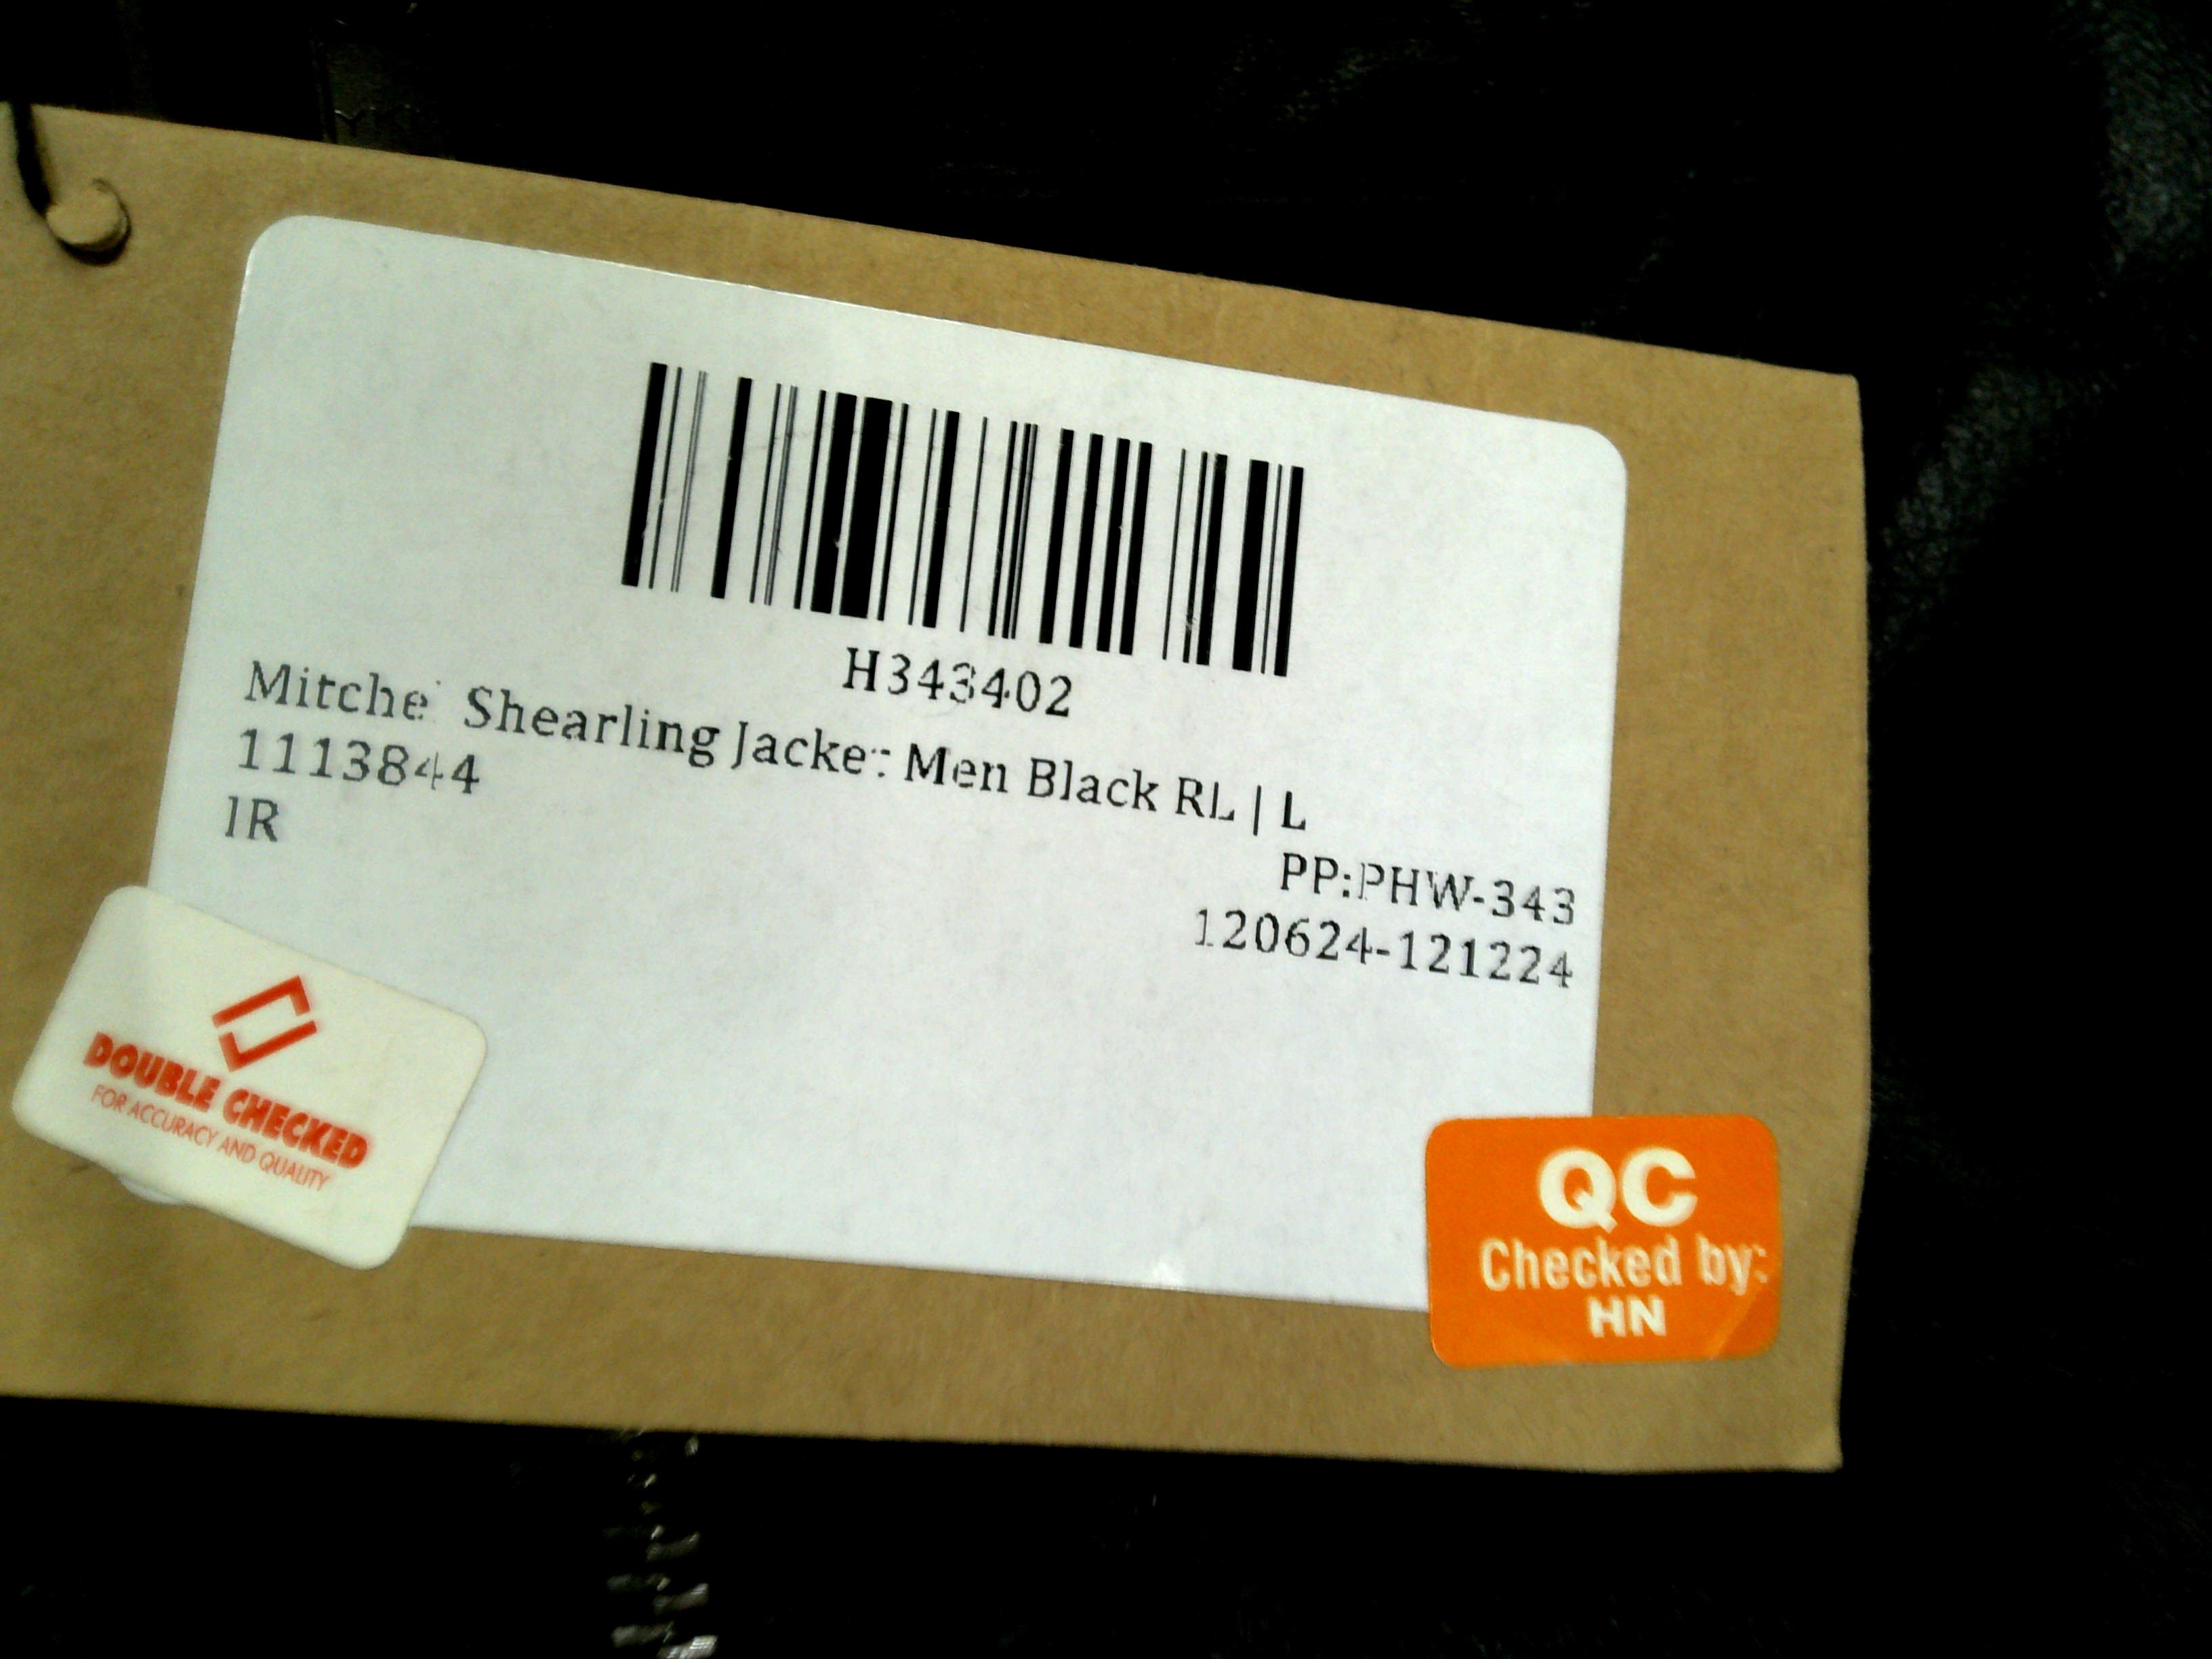 H343402
Mitchel Shearling Jacket Men Black RL | L
1113844
IR
PP:PHW-343
120624-121224
DOUBLE CHECKED
FOR ACCURACY AND QUALITY
QC
Checked by:
HN